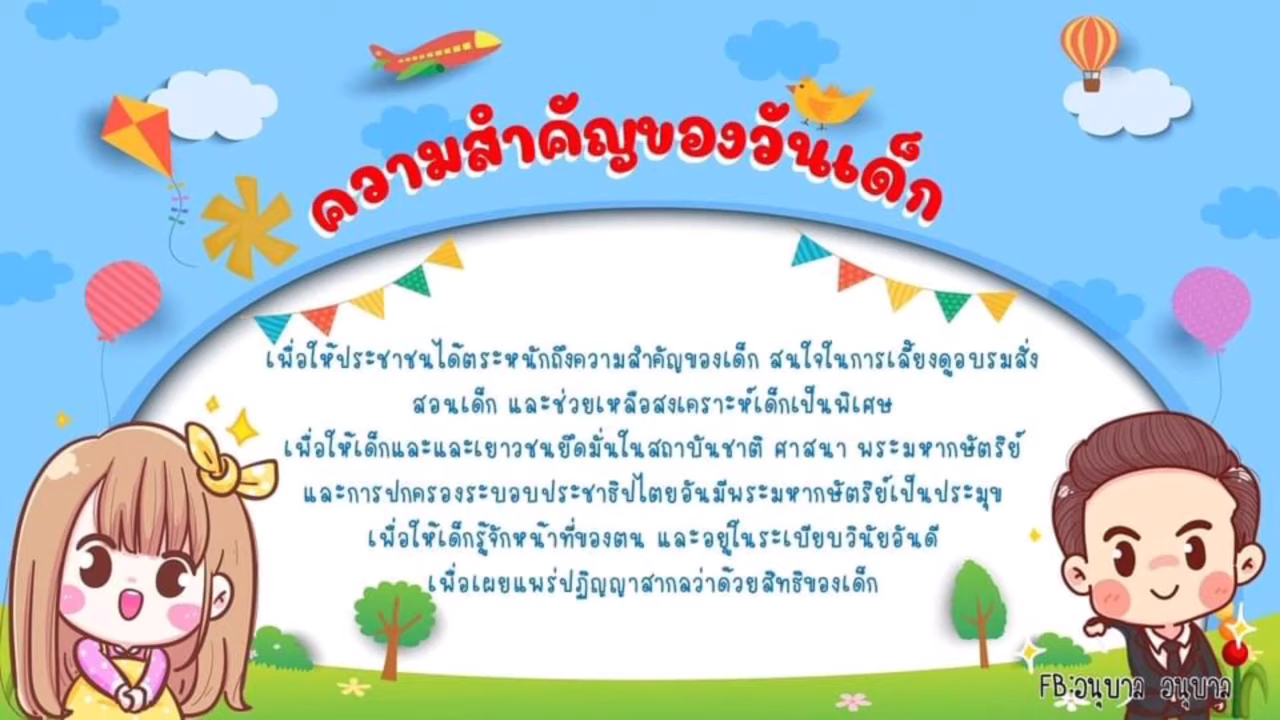 ความสำคัญของวันเด็ก
เพื่อให้ประชาชนได้ตระหนักถึงความสำคัญของเด็ก สนใจในการเลี้ยงดูอบรมสั่ง
สอนเด็ก และช่วยเหลือสงเคราะห์เด็กเป็นพิเศษ
เพื่อให้เด็กและและเยาวชนยึดมั่นในสถาบันชาติ ศาสนา พระมหากษัตริย์
และการปกครองระบอบประชาธิปไตยอันมีพระมหากษัตริย์เป็นประมุข
เพื่อให้เด็กรู้จักหน้าที่ของตน และอยู่ในระเบียบวินัยอันดี
เพื่อเผยแพร่ปฏิญญาสากลว่าด้วยสิทธิของเด็ก
FB:อนุบาล อนุบาล